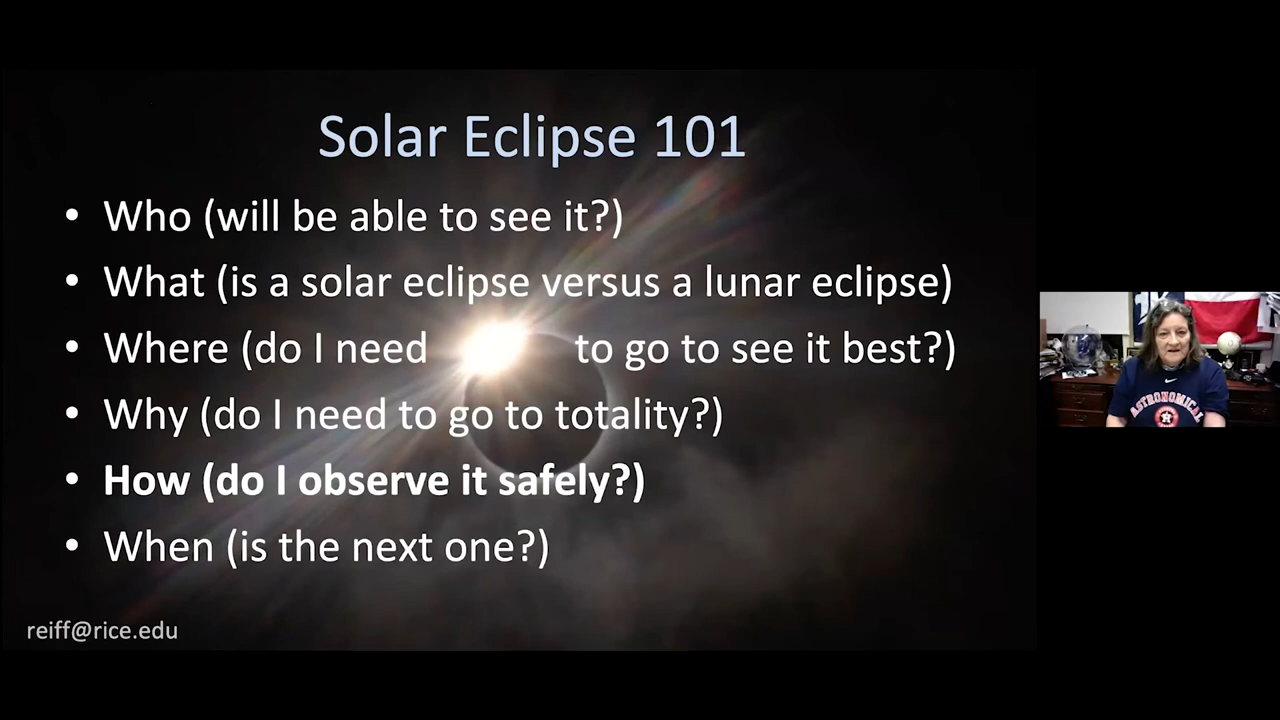 Solar Eclipse 101
• Who (will be able to see it?)
• What (is a solar eclipse versus a lunar eclipse)
• Where (do I need to go to see it best?)
• Why (do I need to go to totality?)
• How (do I observe it safely?)
• When (is the next one?)
reiff@rice.edu
ASTRONOMICAL